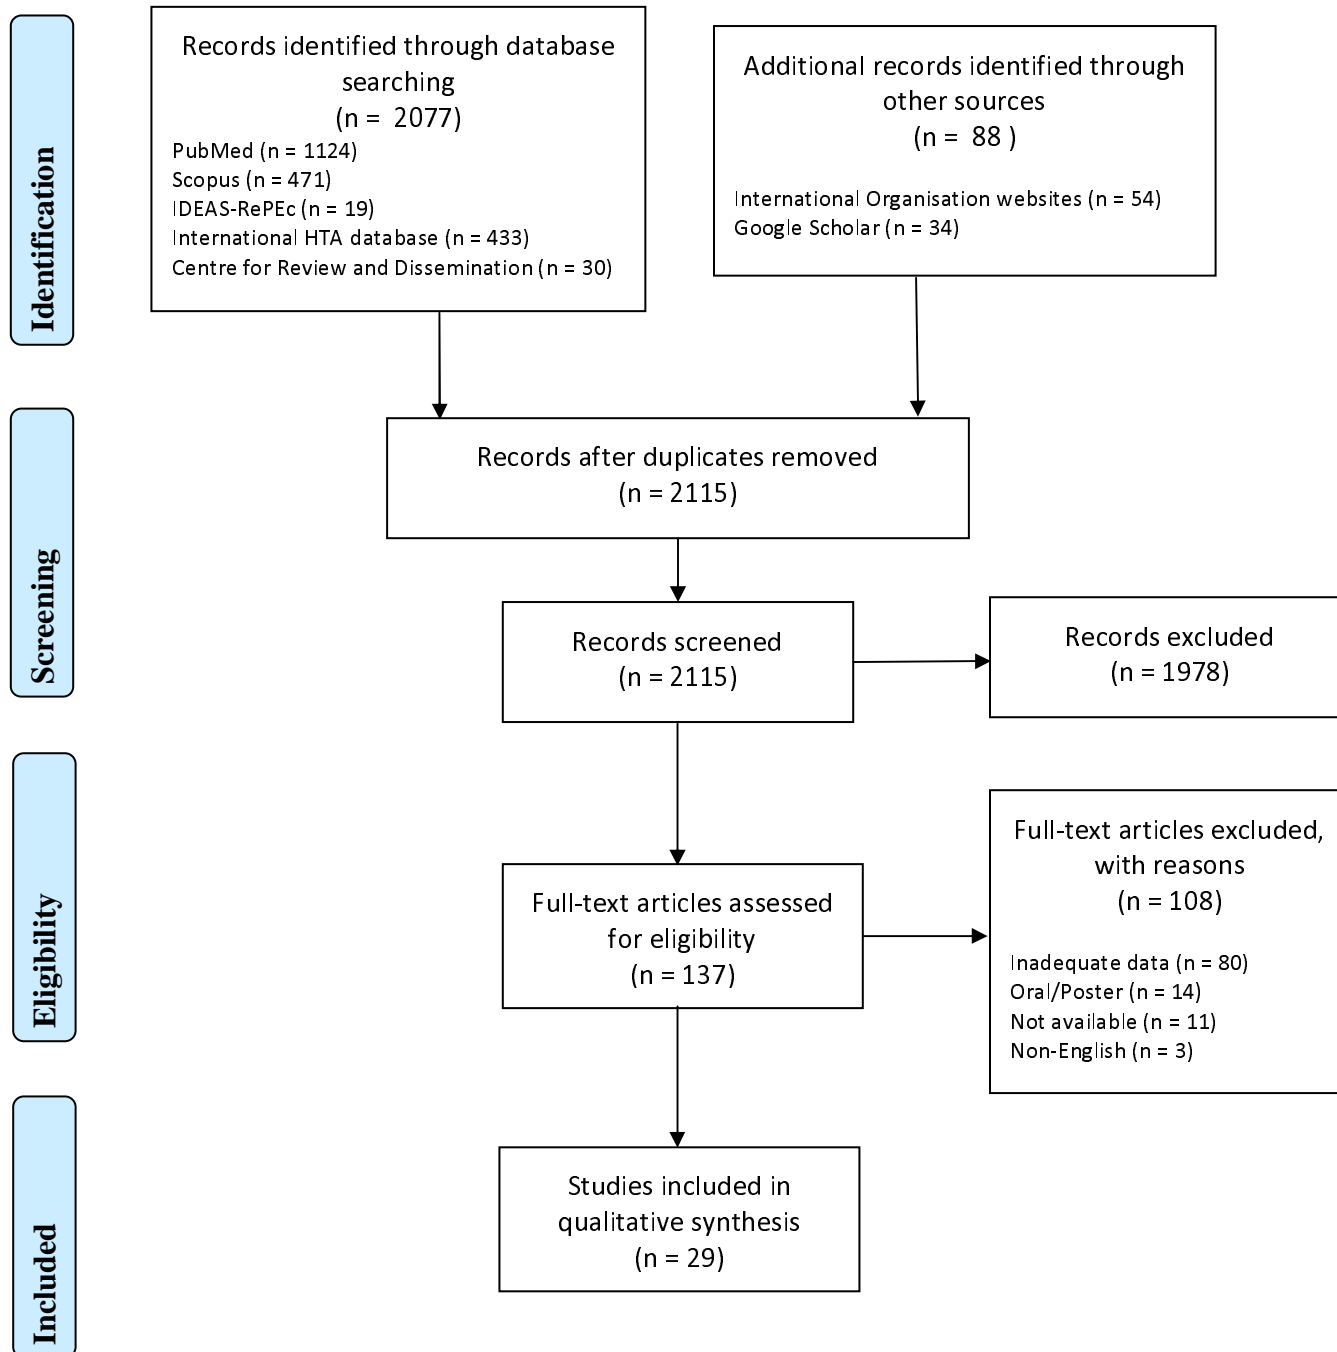 Identification
Records identified through database
searching
(n =  2077)
PubMed (n = 1124)
Scopus (n = 471)
IDEAS-RePEc (n = 19)
International HTA database (n = 433)
Centre for Review and Dissemination (n = 30)
Additional records identified through
other sources
(n =  88 )
International Organisation websites (n = 54)
Google Scholar (n = 34)
Screening
Records after duplicates removed
(n = 2115)
Records screened
(n = 2115)
Records excluded
(n = 1978)
Eligibility
Full-text articles assessed
for eligibility
(n = 137)
Full-text articles excluded,
with reasons
(n = 108)
Inadequate data (n = 80)
Oral/Poster (n = 14)
Not available (n = 11)
Non-English (n = 3)
Included
Studies included in
qualitative synthesis
(n = 29)